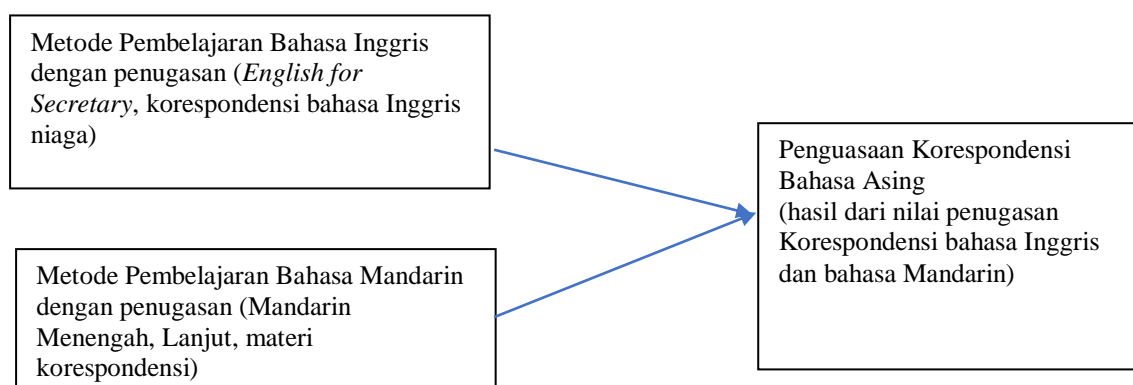 Metode Pembelajaran Bahasa Inggris
dengan penugasan (English for
Secretary, korespondensi bahasa Inggris
niaga)
Metode Pembelajaran Bahasa Mandarin
dengan penugasan (Mandarin
Menengah, Lanjut, materi
korespondensi)
Penguasaan Korespondensi
Bahasa Asing
(hasil dari nilai penugasan
Korespondensi bahasa Inggris
dan bahasa Mandarin)